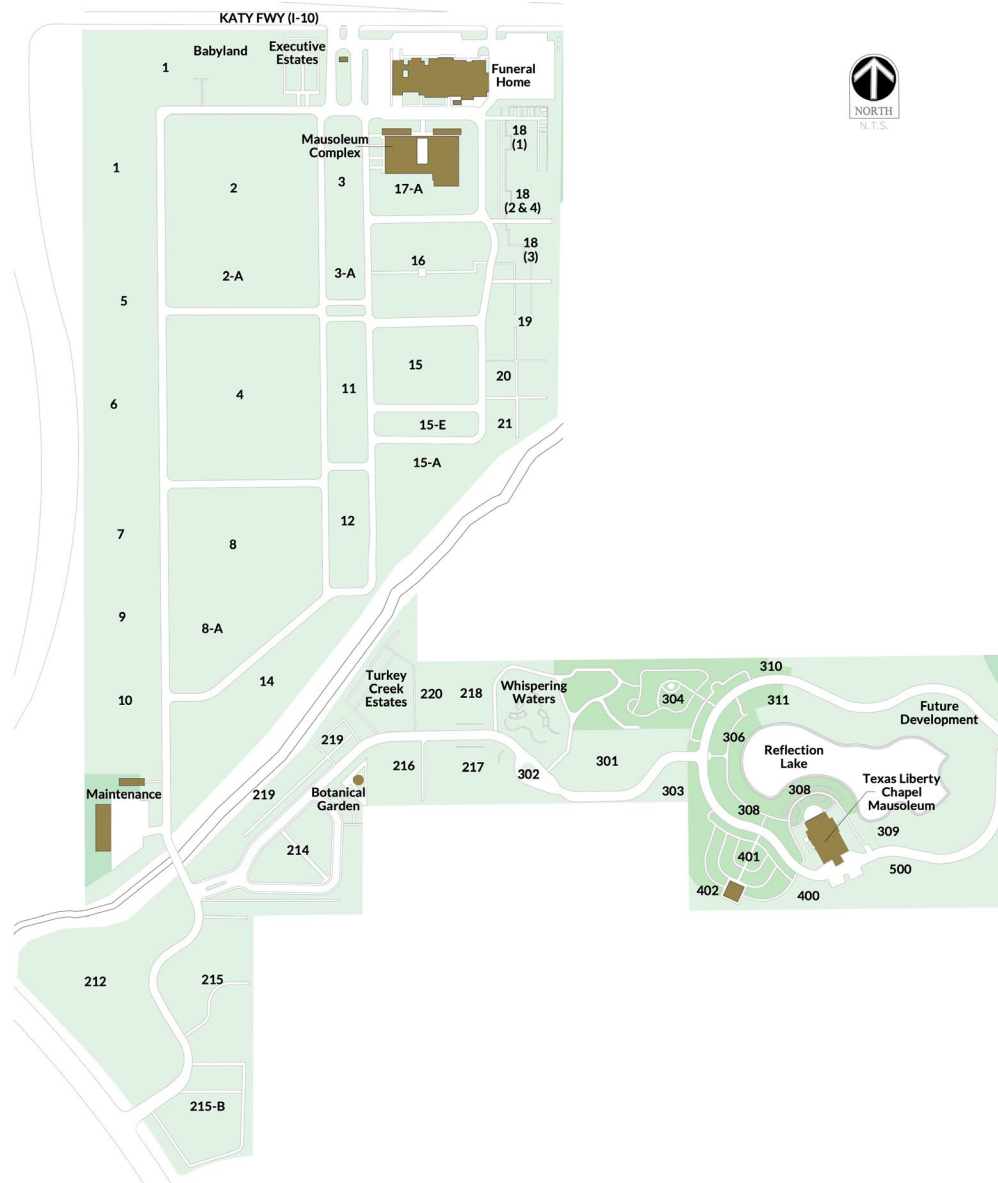 KATY FWY (I-10)
Babyland
Executive
Estates
1
Funeral
Home
NORTH
N.T.S.
18
(1)
Mausoleum
Complex
1
2
3
17-A
18
(2 & 4)
18
(3)
16
2-A
3-A
5
19
15
20
4
11
6
15-E
21
15-A
12
7
8
9
8-A
14
10
Turkey
Creek
Estates
220
218
Whispering
Waters
304
310
311
Future
Development
219
306
Reflection
Lake
216
217
302
301
Texas Liberty
Chapel
Mausoleum
Maintenance
219
Botanical
Garden
303
308
308
309
214
401
500
402
400
212
215
215-B